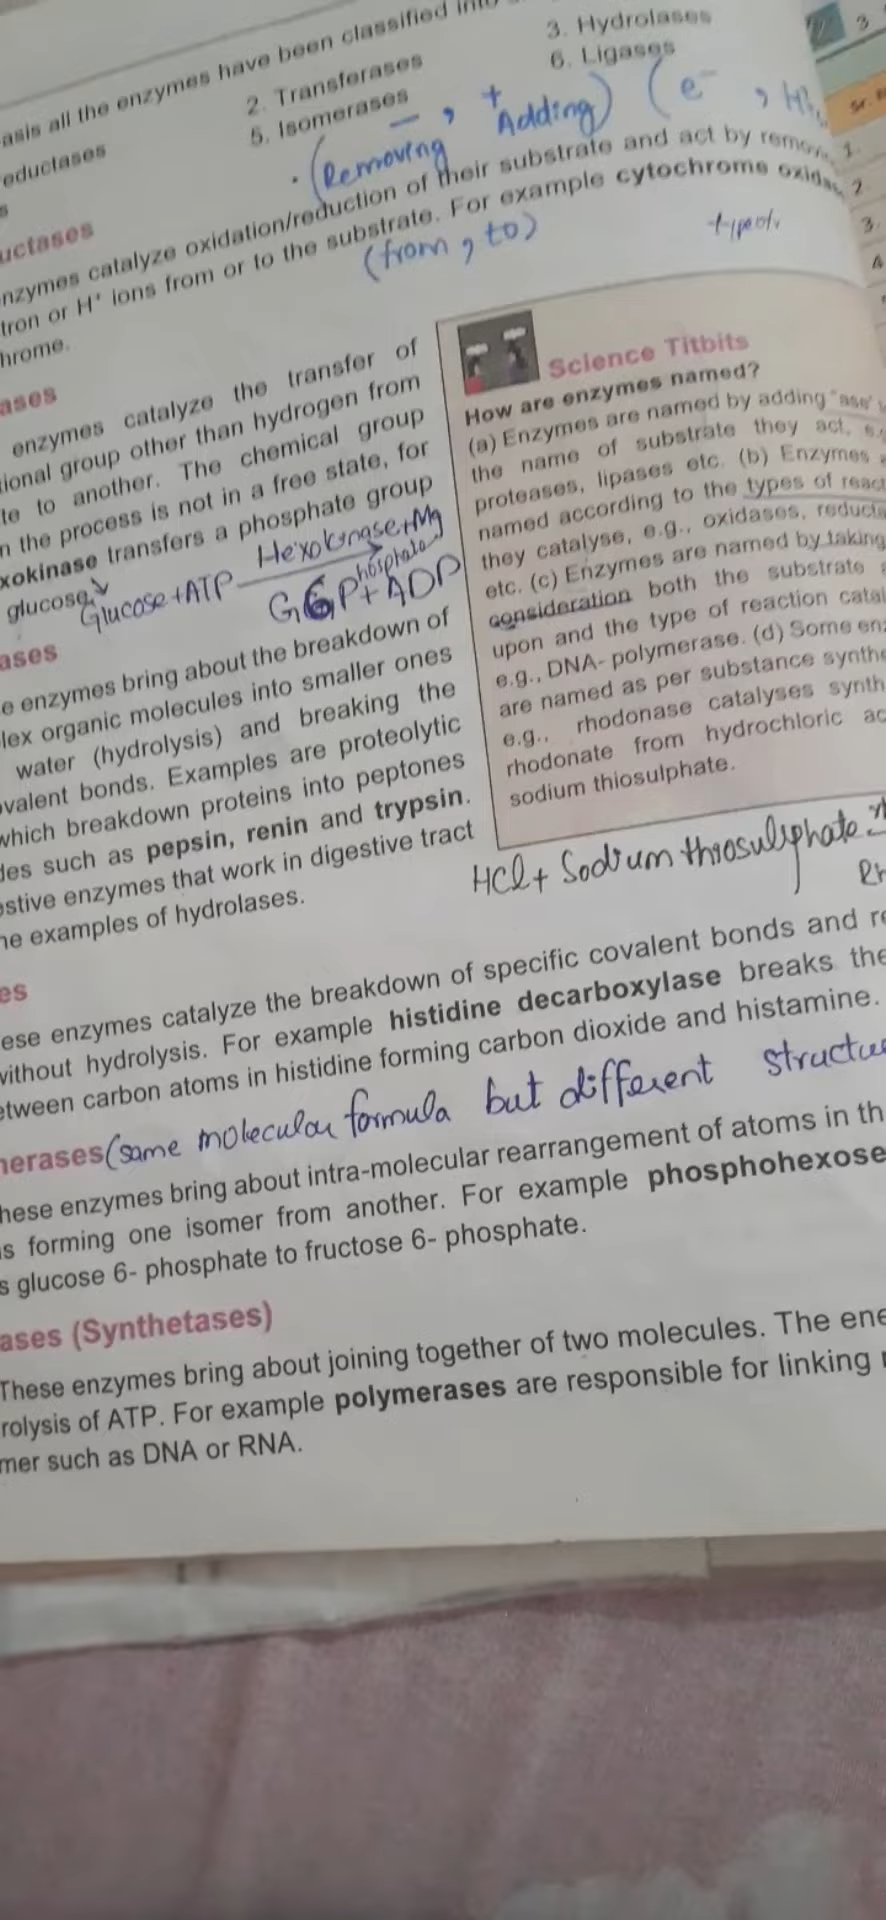 asis all the enzymes have been classified into
3. Hydrolases
2. Transferases
6. Ligases
eductases
5. Isomerases
(Removing -, + Adding) (e⁻, H
uctases
nzymes catalyze oxidation/reduction of their substrate and act by remov
tron or H⁺ ions from or to the substrate. For example cytochrome oxidas
(from, to)
hrome.
ases
enzymes catalyze the transfer of
tional group other than hydrogen from
te to another. The chemical group
n the process is not in a free state, for
xokinase transfers a phosphate group
glucose
Glucose + ATP Hexokinase + Mg
G6P + ADP
phosphate
ases
e enzymes bring about the breakdown of
lex organic molecules into smaller ones
water (hydrolysis) and breaking the
valent bonds. Examples are proteolytic
which breakdown proteins into peptones
des such as pepsin, renin and trypsin.
estive enzymes that work in digestive tract
he examples of hydrolases.
Science Titbits
How are enzymes named?
(a) Enzymes are named by adding "ase"
the name of substrate they act,
proteases, lipases etc. (b) Enzymes
named according to the types of react
they catalyse, e.g., oxidases, reducta
etc. (c) Enzymes are named by taking
consideration both the substrate
upon and the type of reaction catal
e.g., DNA- polymerase. (d) Some en
are named as per substance synthe
e.g., rhodonase catalyses synth
rhodonate from hydrochloric ac
sodium thiosulphate.
HCl + Sodium throsulphate
Rh
es
ese enzymes catalyze the breakdown of specific covalent bonds and re
without hydrolysis. For example histidine decarboxylase breaks the
etween carbon atoms in histidine forming carbon dioxide and histamine.
nerases (same molecular formula but different structu
hese enzymes bring about intra-molecular rearrangement of atoms in th
s forming one isomer from another. For example phosphohexose
s glucose 6- phosphate to fructose 6- phosphate.
ases (Synthetases)
These enzymes bring about joining together of two molecules. The ene
rolysis of ATP. For example polymerases are responsible for linking
mer such as DNA or RNA.